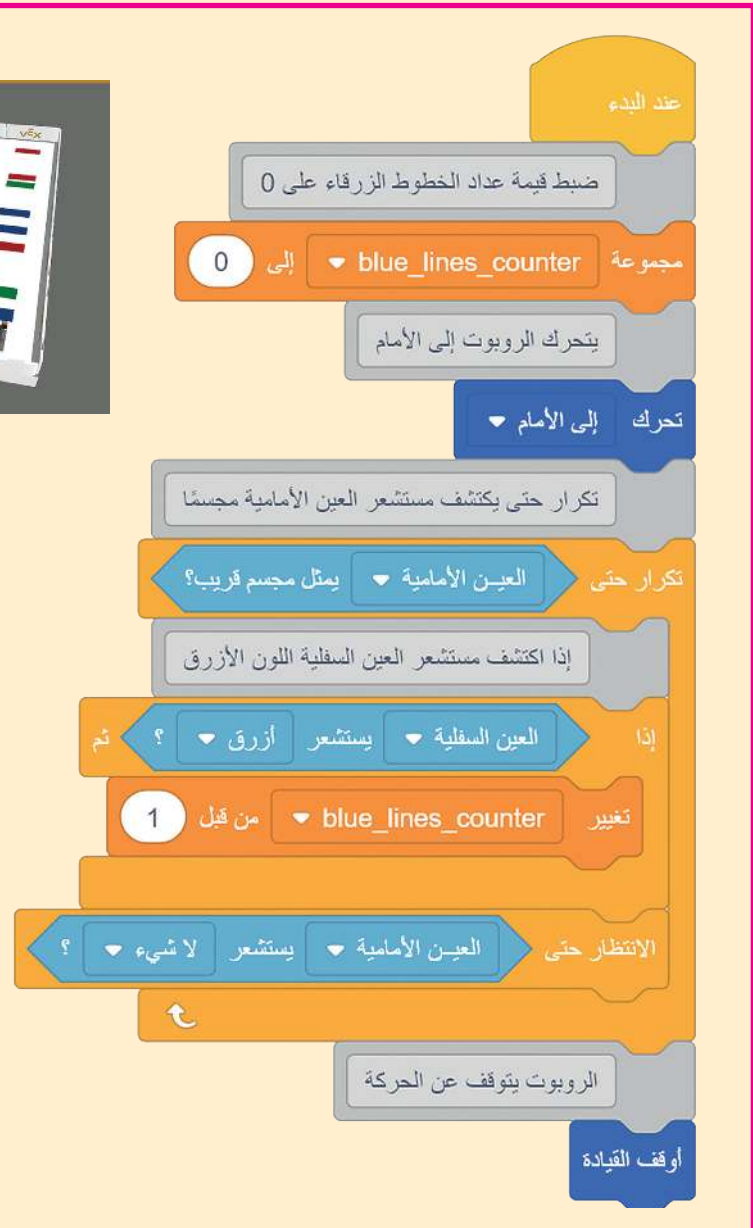 عند البدء
VEX
ضبط قيمة عداد الخطوط الزرقاء على 0
مجموعة blue_lines_counter إلى 0
يتحرك الروبوت إلى الأمام
تحرك إلى الأمام
تكرار حتى يكتشف مستشعر العين الأمامية مجسمًا
تكرار حتى العيـن الأمامية يمثل مجسم قريب؟
إذا اكتشف مستشعر العين السفلية اللون الأزرق
إذا العين السفلية يستشعر أزرق ؟ ثم
تغيير blue_lines_counter من قبل 1
الانتظار حتى العيـن الأمامية يستشعر لا شيء ؟
الروبوت يتوقف عن الحركة
أوقف القيادة